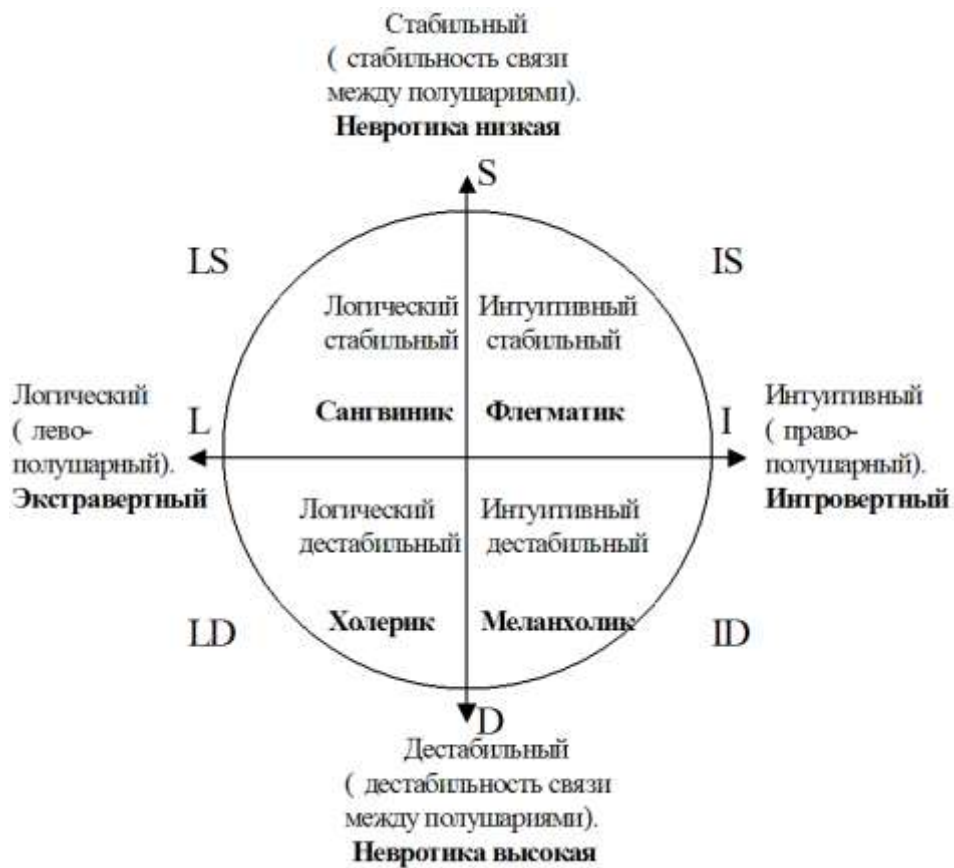 Стабильный
( стабильность связи
между полушариями).
Невротика низкая
S
LS
IS
Логический
стабильный
Интуитивный
стабильный
Сангвиник
Флегматик
Логический
( лево-
полушарный).
Экстравертный
L
I
Интуитивный
( право-
полушарный).
Интровертный
Логический
дестабильный
Интуитивный
дестабильный
Холерик
Меланхолик
LD
ID
D
Дестабильный
( дестабильность связи
между полушариями).
Невротика высокая